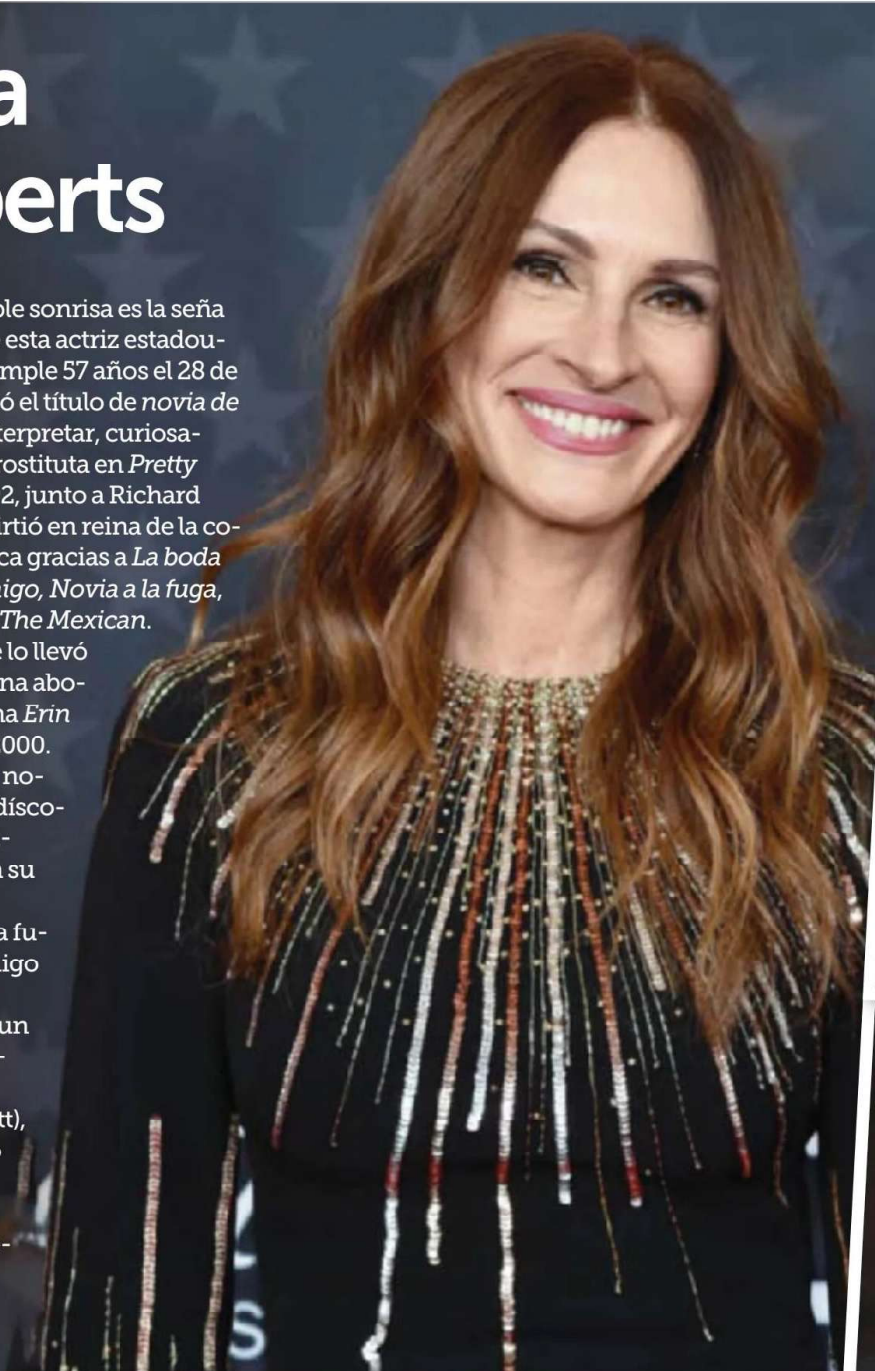 a
erts
ble sonrisa es la seña
esta actriz estadou-
mple 57 años el 28 de
ó el título de novia de
terpretar, curiosa-
rostituta en Pretty
2, junto a Richard
irtió en reina de la co-
ca gracias a La boda
igo, Novia a la fuga,
The Mexican.
e lo llevó
na abo-
na Erin
000.
no-
dísco-
-
n su
a fu-
igo
un
-
tt),
-
S